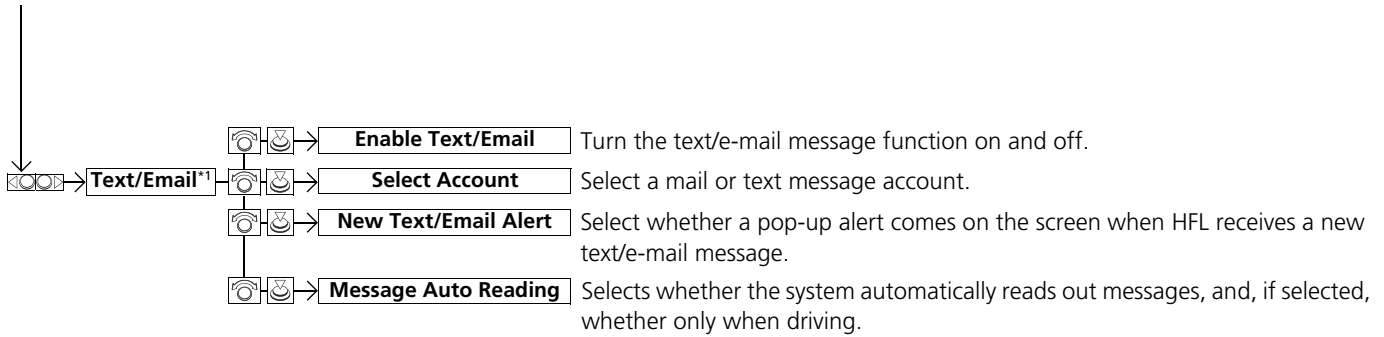 Enable Text/Email Turn the text/e-mail message function on and off.
Text/Email*1 Select Account Select a mail or text message account.
New Text/Email Alert Select whether a pop-up alert comes on the screen when HFL receives a new
text/e-mail message.
Message Auto Reading Selects whether the system automatically reads out messages, and, if selected,
whether only when driving.